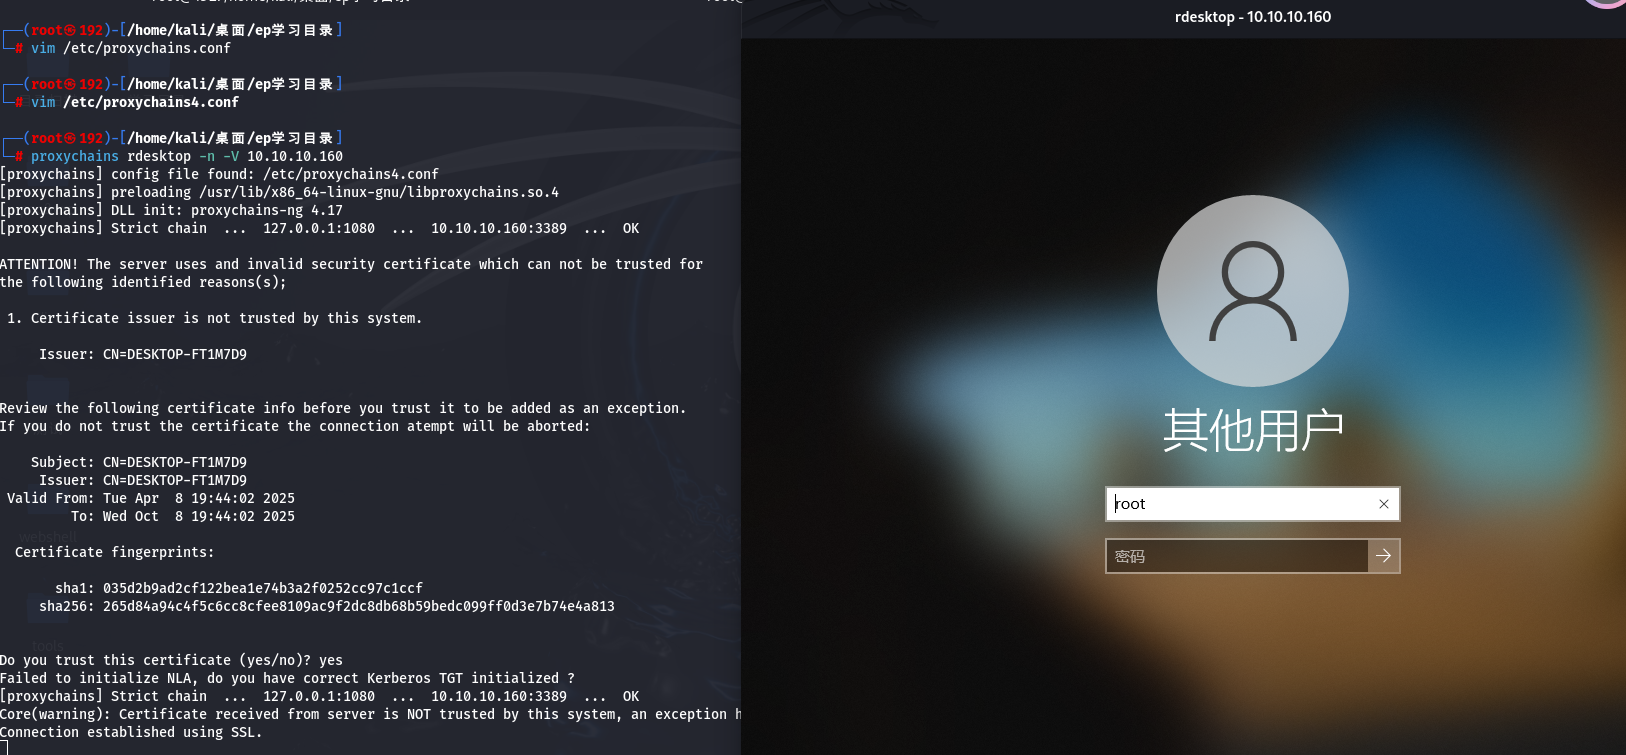 ┌──(root㉿192)-[/home/kali/桌面/ep学习目录]
└─# vim /etc/proxychains.conf
┌──(root㉿192)-[/home/kali/桌面/ep学习目录]
└─# vim /etc/proxychains4.conf
┌──(root㉿192)-[/home/kali/桌面/ep学习目录]
└─# proxychains rdesktop -n -V 10.10.10.160
[proxychains] config file found: /etc/proxychains4.conf
[proxychains] preloading /usr/lib/x86_64-linux-gnu/libproxychains.so.4
[proxychains] DLL init: proxychains-ng 4.17
[proxychains] Strict chain  ...  127.0.0.1:1080  ...  10.10.10.160:3389  ...  OK
ATTENTION! The server uses and invalid security certificate which can not be trusted for
the following identified reasons(s);
1. Certificate issuer is not trusted by this system.
Issuer: CN=DESKTOP-FT1M7D9
Review the following certificate info before you trust it to be added as an exception.
If you do not trust the certificate the connection atempt will be aborted:
Subject: CN=DESKTOP-FT1M7D9
Issuer: CN=DESKTOP-FT1M7D9
Valid From: Tue Apr  8 19:44:02 2025
To: Wed Oct  8 19:44:02 2025
webshell
Certificate fingerprints:
sha1: 035d2b9ad2cf122bea1e74b3a2f0252cc97c1ccf
sha256: 265d84a94c4f5c6cc8cfee8109ac9f2dc8db68b59bedc099ff0d3e7b74e4a813
tools
Do you trust this certificate (yes/no)? yes
Failed to initialize NLA, do you have correct Kerberos TGT initialized ?
[proxychains] Strict chain  ...  127.0.0.1:1080  ...  10.10.10.160:3389  ...  OK
Core(warning): Certificate received from server is NOT trusted by this system, an exception h
Connection established using SSL.
rdesktop - 10.10.10.160
其他用户
root
密码